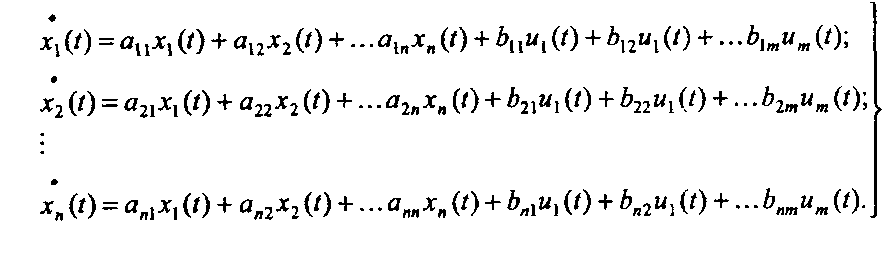 ẋ₁(t) = a₁₁x₁(t) + a₁₂x₂(t) + …a₁ₙxₙ(t) + b₁₁u₁(t) + b₁₂u₁(t) + …b₁ₘuₘ(t);
ẋ₂(t) = a₂₁x₁(t) + a₂₂x₂(t) + …a₂ₙxₙ(t) + b₂₁u₁(t) + b₂₂u₁(t) + …b₂ₘuₘ(t);
⋮
ẋₙ(t) = aₙ₁x₁(t) + aₙ₂x₂(t) + …aₙₙxₙ(t) + bₙ₁u₁(t) + bₙ₂u₁(t) + …bₙₘuₘ(t).